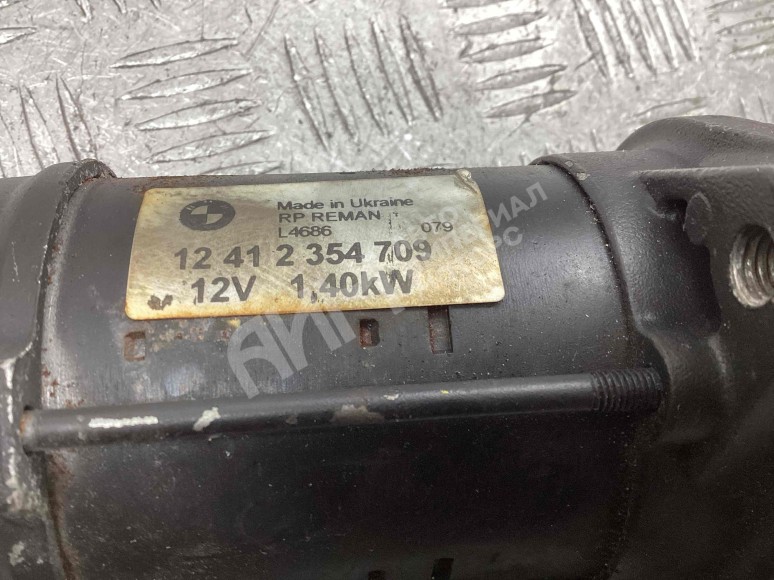 Made in Ukraine
RP REMAN
L4686 079
12 41 2 354 709
12V 1,40kW